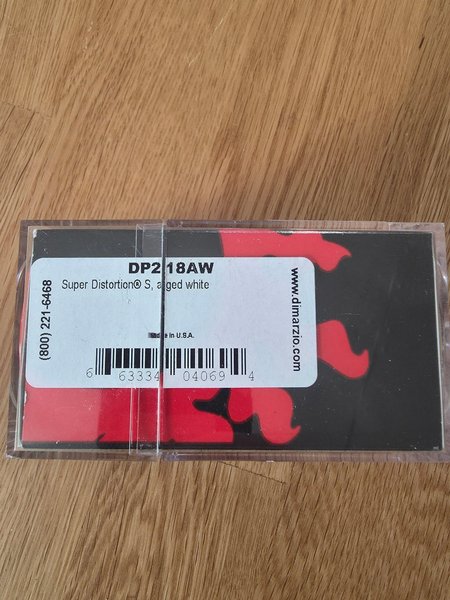 DP218AW
Super Distortion® S, aged white
Made in U.S.A.
6 63334 04069 4
(800) 221-6468
www.dimarzio.com